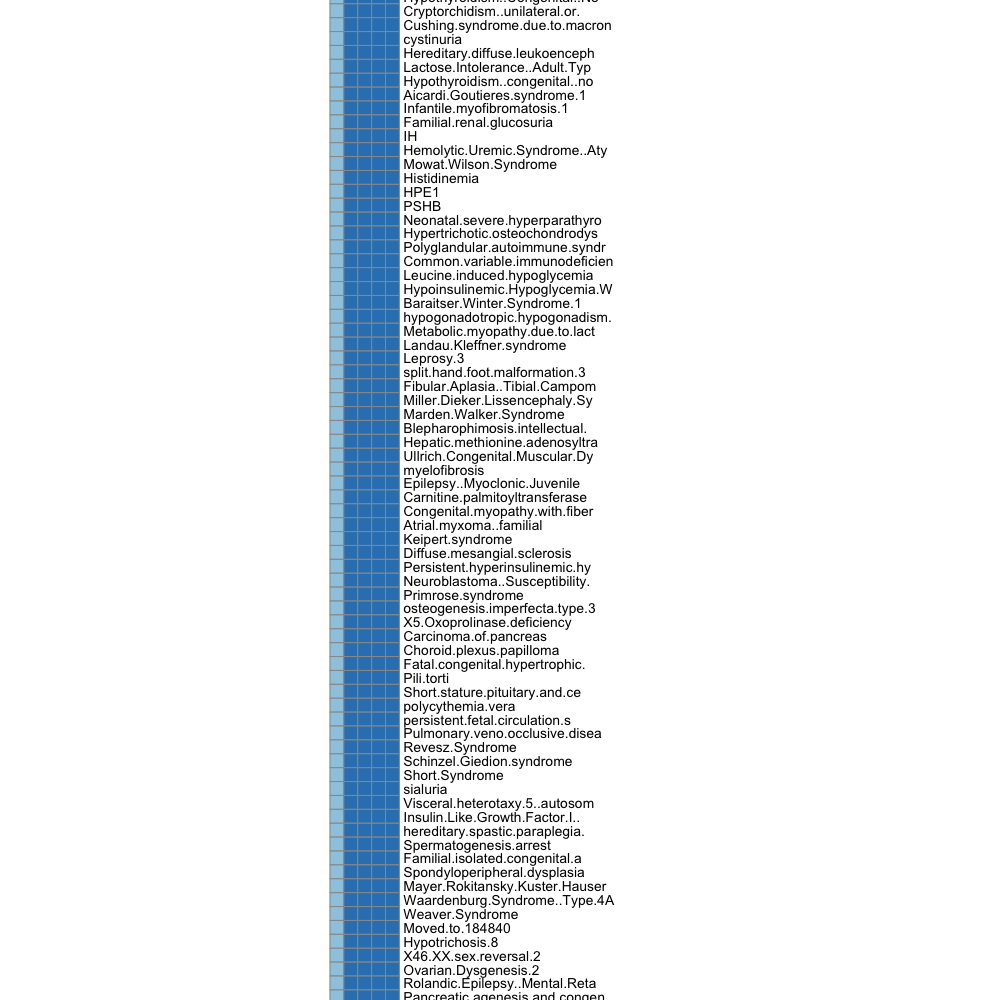 Cryptorchidism..unilateral.or.
Cushing.syndrome.due.to.macron
cystinuria
Hereditary.diffuse.leukoenceph
Lactose.Intolerance..Adult.Typ
Hypothyroidism..congenital..no
Aicardi.Goutieres.syndrome.1
Infantile.myofibromatosis.1
Familial.renal.glucosuria
IH
Hemolytic.Uremic.Syndrome..Aty
Mowat.Wilson.Syndrome
Histidinemia
HPE1
PSHB
Neonatal.severe.hyperparathyro
Hypertrichotic.osteochondrodys
Polyglandular.autoimmune.syndr
Common.variable.immunodeficien
Leucine.induced.hypoglycemia
Hypoinsulinemic.Hypoglycemia.W
Baraitser.Winter.Syndrome.1
hypogonadotropic.hypogonadism.
Metabolic.myopathy.due.to.lact
Landau.Kleffner.syndrome
Leprosy.3
split.hand.foot.malformation.3
Fibular.Aplasia..Tibial.Campom
Miller.Dieker.Lissencephaly.Sy
Marden.Walker.Syndrome
Blepharophimosis.intellectual.
Hepatic.methionine.adenosyltra
Ullrich.Congenital.Muscular.Dy
myelofibrosis
Epilepsy..Myoclonic.Juvenile
Carnitine.palmitoyltransferase
Congenital.myopathy.with.fiber
Atrial.myxoma..familial
Keipert.syndrome
Diffuse.mesangial.sclerosis
Persistent.hyperinsulinemic.hy
Neuroblastoma..Susceptibility.
Primrose.syndrome
osteogenesis.imperfecta.type.3
X5.Oxoprolinase.deficiency
Carcinoma.of.pancreas
Choroid.plexus.papilloma
Fatal.congenital.hypertrophic.
Pili.torti
Short.stature.pituitary.and.ce
polycythemia.vera
persistent.fetal.circulation.s
Pulmonary.veno.occlusive.disea
Revesz.Syndrome
Schinzel.Giedion.syndrome
Short.Syndrome
sialuria
Visceral.heterotaxy.5..autosom
Insulin.Like.Growth.Factor.I..
hereditary.spastic.paraplegia.
Spermatogenesis.arrest
Familial.isolated.congenital.a
Spondyloperipheral.dysplasia
Mayer.Rokitansky.Kuster.Hauser
Waardenburg.Syndrome..Type.4A
Weaver.Syndrome
Moved.to.184840
Hypotrichosis.8
X46.XX.sex.reversal.2
Ovarian.Dysgenesis.2
Rolandic.Epilepsy..Mental.Reta
Pancreatic.agenesis.and.congen